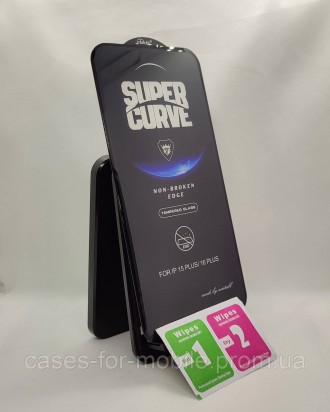 SUPER
CURVE
NON-BROKEN
EDGE
TEMPERED GLASS
FOR IP 15 PLUS/16 PLUS
Wipes
1
Wipes
Dry
2
cases-for-mobile.prom.ua